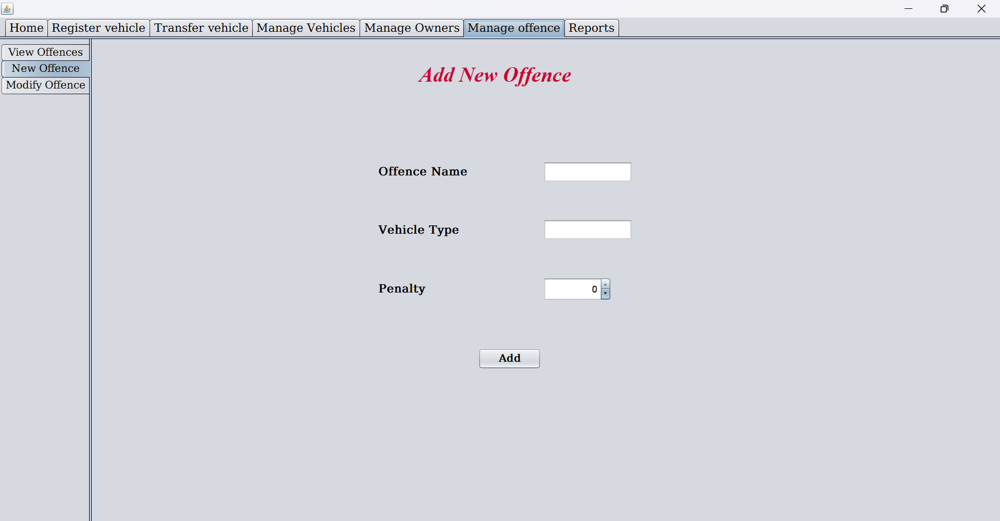 Home Register vehicle Transfer vehicle Manage Vehicles Manage Owners Manage offence Reports
View Offences
New Offence
Modify Offence
Add New Offence
Offence Name
Vehicle Type
Penalty 0
Add